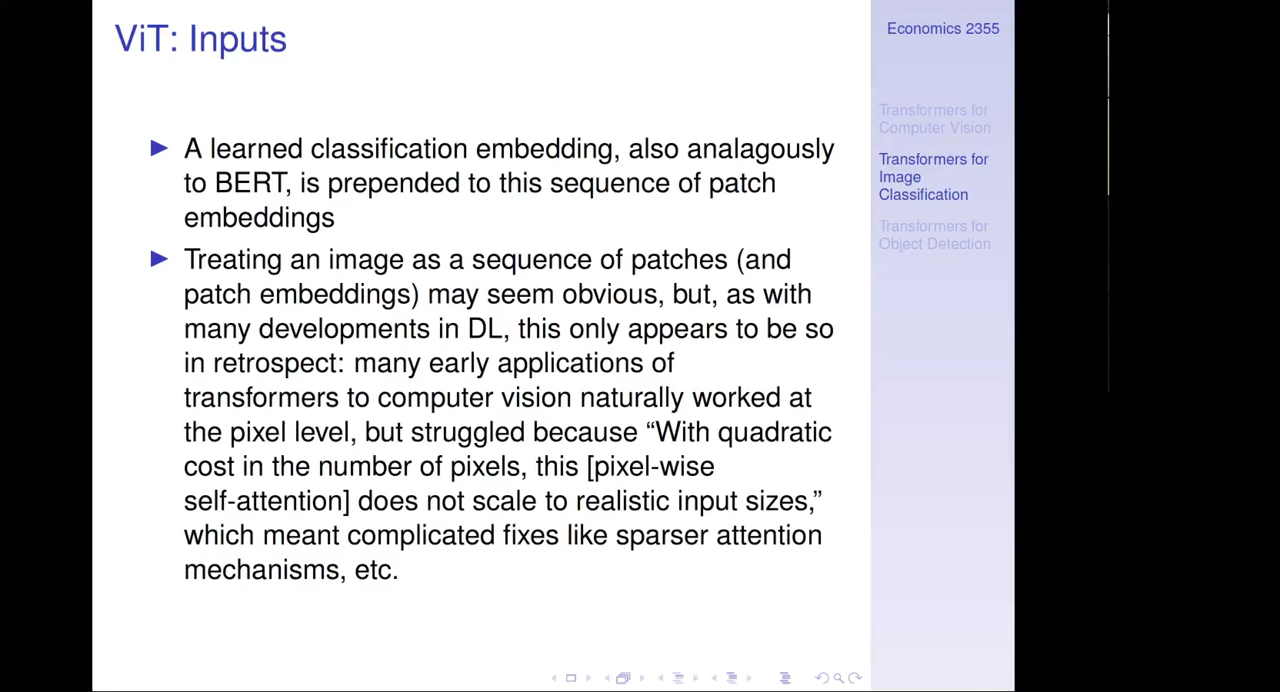 ViT: Inputs
A learned classification embedding, also analagously
to BERT, is prepended to this sequence of patch
embeddings
Treating an image as a sequence of patches (and
patch embeddings) may seem obvious, but, as with
many developments in DL, this only appears to be so
in retrospect: many early applications of
transformers to computer vision naturally worked at
the pixel level, but struggled because “With quadratic
cost in the number of pixels, this [pixel-wise
self-attention] does not scale to realistic input sizes,”
which meant complicated fixes like sparser attention
mechanisms, etc.
Economics 2355
Transformers for
Computer Vision
Transformers for
Image
Classification
Transformers for
Object Detection